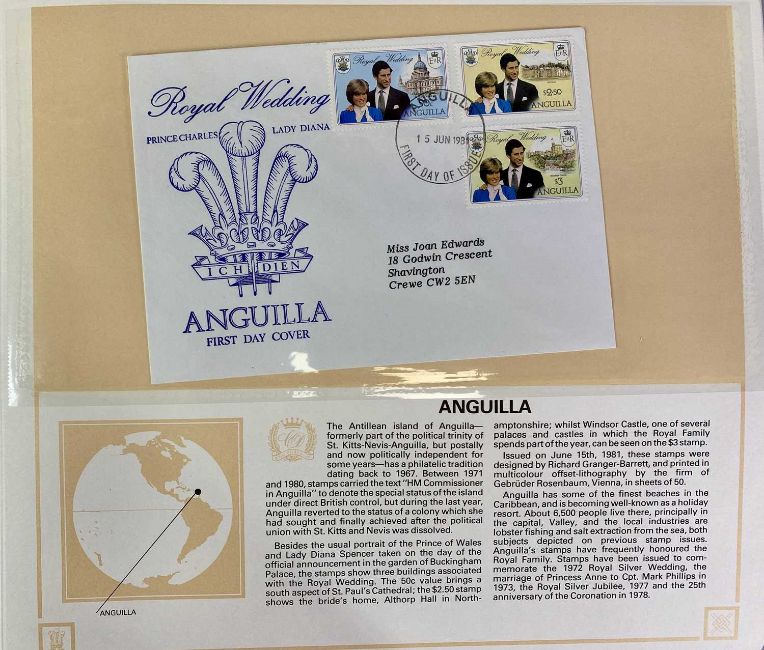 Royal Wedding
PRINCE CHARLES LADY DIANA
ICH DIEN
ANGUILLA
FIRST DAY COVER
Royal Wedding
E R
Royal Wedding
E R
$2.50
ANGUILLA
Royal Wedding
E R
$3
ANGUILLA
ANGUILLA
15 JUN 1981
FIRST DAY OF ISSUE
Miss Joan Edwards
18 Godwin Crescent
Shavington
Crewe CW2 5EN
ANGUILLA
The Antillean island of Anguilla—
formerly part of the political trinity of
St. Kitts-Nevis-Anguilla, but postally
and now politically independent for
some years—has a philatelic tradition
dating back to 1967. Between 1971
and 1980, stamps carried the text "HM Commissioner
in Anguilla" to denote the special status of the island
under direct British control, but during the last year,
Anguilla reverted to the status of a colony which she
had sought and finally achieved after the political
union with St. Kitts and Nevis was dissolved.
Besides the usual portrait of the Prince of Wales
and Lady Diana Spencer taken on the day of the
official announcement in the garden of Buckingham
Palace, the stamps show three buildings associated
with the Royal Wedding. The 50c value brings a
south aspect of St. Paul's Cathedral; the $2.50 stamp
shows the bride's home, Althorp Hall in North-
amptonshire; whilst Windsor Castle, one of several
palaces and castles in which the Royal Family
spends part of the year, can be seen on the $3 stamp.
Issued on June 15th, 1981, these stamps were
designed by Richard Granger-Barrett, and printed in
multicolour offset-lithography by the firm of
Gebrüder Rosenbaum, Vienna, in sheets of 50.
Anguilla has some of the finest beaches in the
Caribbean, and is becoming well-known as a holiday
resort. About 6,500 people live there, principally in
the capital, Valley, and the local industries are
lobster fishing and salt extraction from the sea, both
subjects depicted on previous stamp issues.
Anguilla's stamps have frequently honoured the
Royal Family. Stamps have been issued to com-
memorate the 1972 Royal Silver Wedding, the
marriage of Princess Anne to Cpt. Mark Phillips in
1973, the Royal Silver Jubilee, 1977 and the 25th
anniversary of the Coronation in 1978.
ANGUILLA